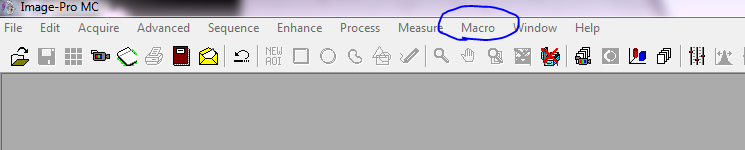 Image-Pro MC
File Edit Acquire Advanced Sequence Enhance Process Measure Macro Window Help
NEW
AOI